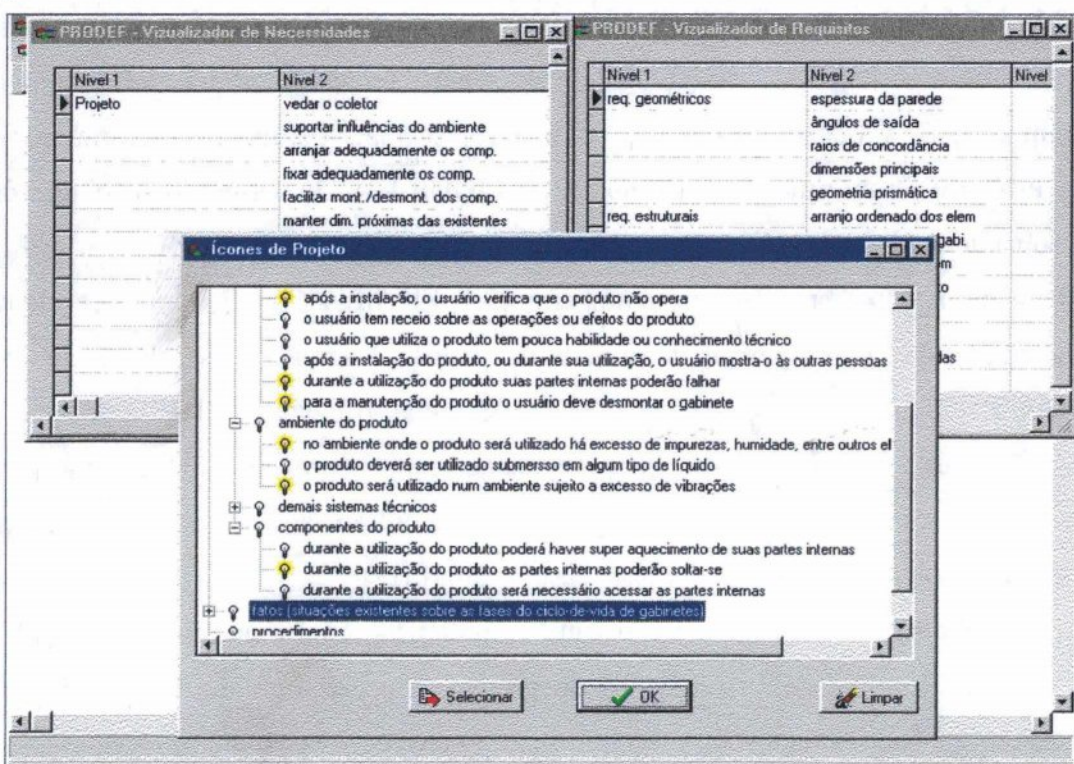 PRODEF - Vizualizador de Necessidades
Nível 1 Nível 2
Projeto vedar o coletor
suportar influências do ambiente
arranjar adequadamente os comp.
fixar adequadamente os comp.
facilitar mont./desmont. dos comp.
manter dim. próximas das existentes
PRODEF - Vizualizador de Requisitos
Nível 1 Nível 2 Nível
req. geométricos espessura da parede
ângulos de saída
raios de concordância
dimensões principais
geometria prismática
req. estruturais arranjo ordenado dos elem
gabi.
Ícones de Projeto
após a instalação, o usuário verifica que o produto não opera
o usuário tem receio sobre as operações ou efeitos do produto
o usuário que utiliza o produto tem pouca habilidade ou conhecimento técnico
após a instalação do produto, ou durante sua utilização, o usuário mostra-o às outras pessoas
durante a utilização do produto suas partes internas poderão falhar
para a manutenção do produto o usuário deve desmontar o gabinete
ambiente do produto
no ambiente onde o produto será utilizado há excesso de impurezas, humidade, entre outros el
o produto deverá ser utilizado submersso em algum tipo de líquido
o produto será utilizado num ambiente sujeito a excesso de vibrações
demais sistemas técnicos
componentes do produto
durante a utilização do produto poderá haver super aquecimento de suas partes internas
durante a utilização do produto as partes internas poderão soltar-se
durante a utilização do produto será necessário acessar as partes internas
fatos (situações existentes sobre as fases do ciclo-de-vida de gabinetes)
procedimentos
Selecionar OK Limpar